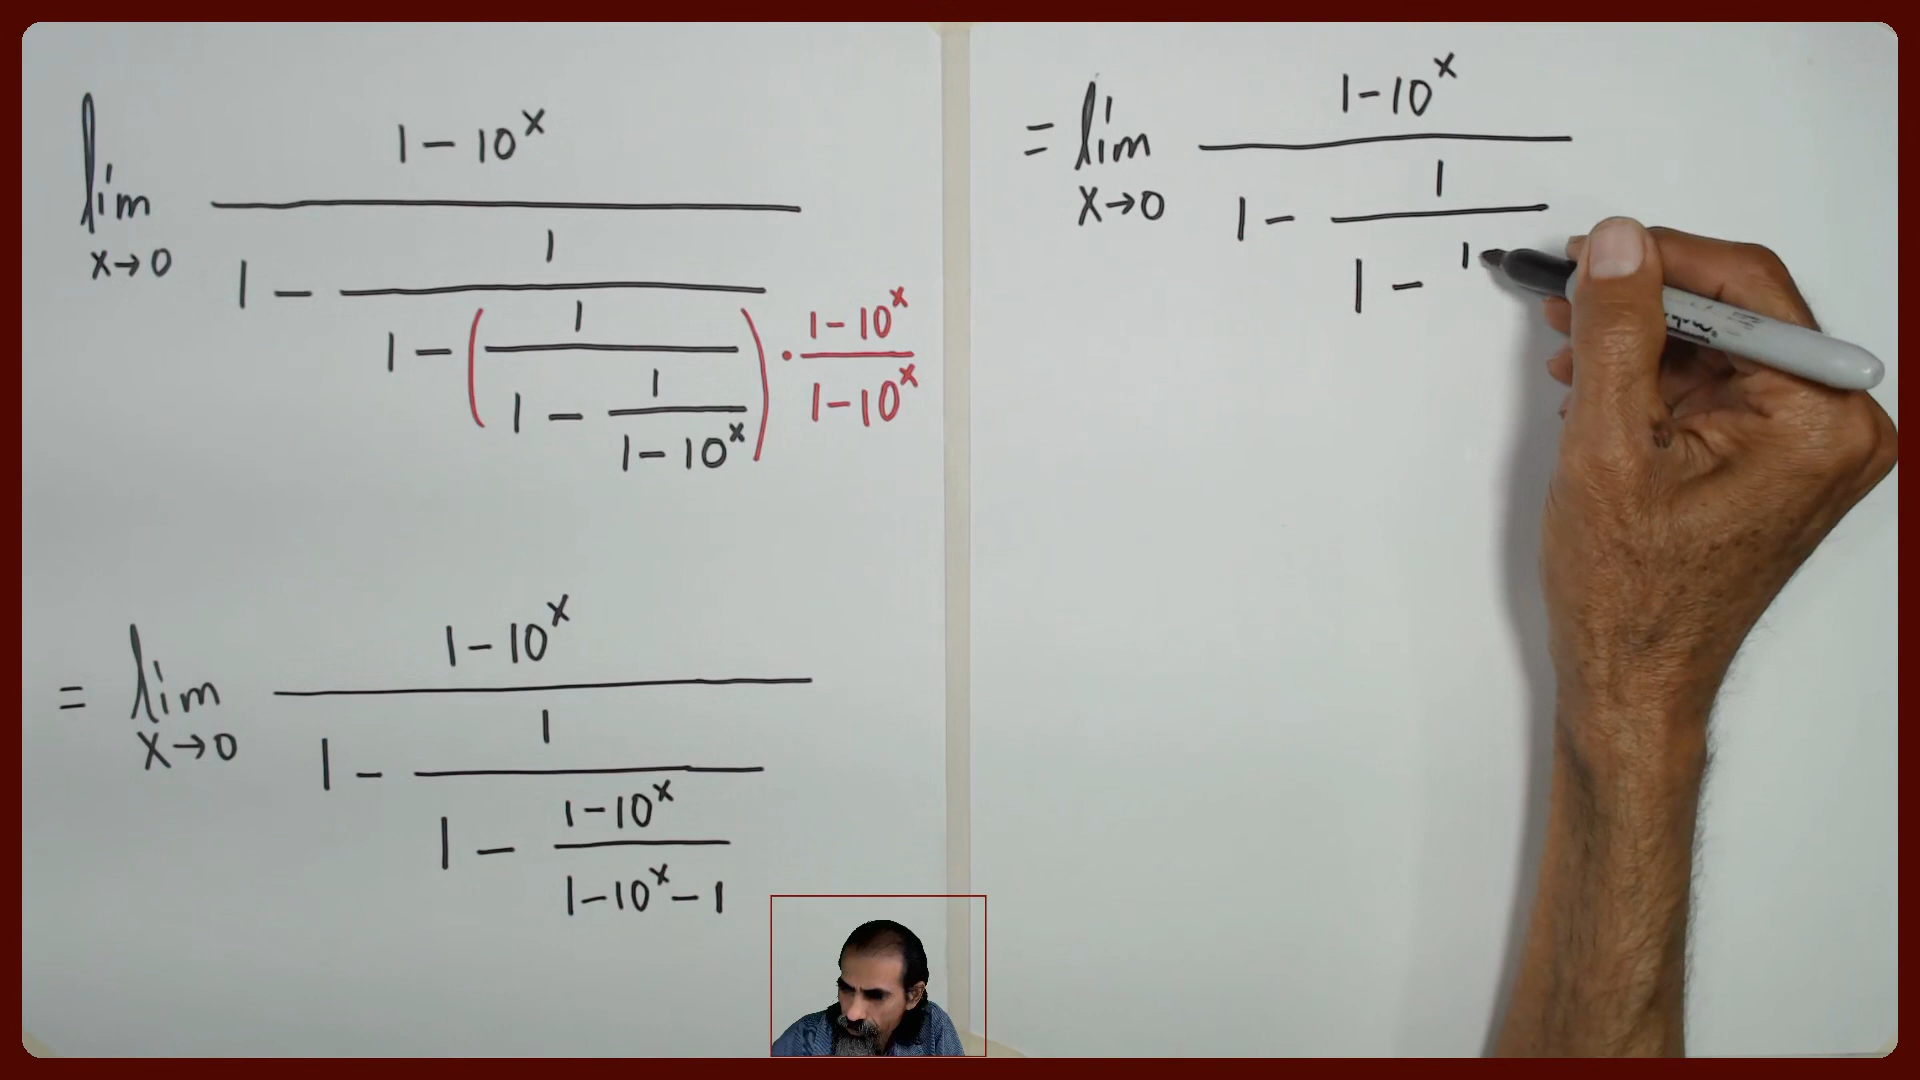 lim x→0 (1 - 10^x) / (1 - 1 / (1 - (1 / (1 - 1 / (1 - 10^x))) · (1 - 10^x) / (1 - 10^x)))
= lim x→0 (1 - 10^x) / (1 - 1 / (1 - (1 - 10^x) / (1 - 10^x - 1)))
= lim x→0 (1 - 10^x) / (1 - 1 / (1 - 1